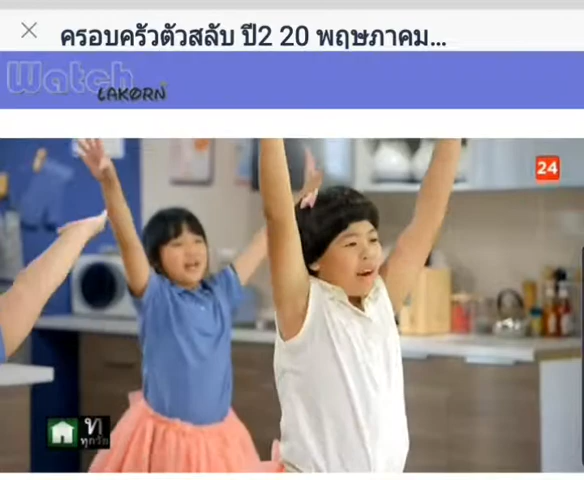 × ครอบครัวตัวสลับ ปี2 20 พฤษภาคม...
Watch
LAKORN
24
ท
ทุกวัย